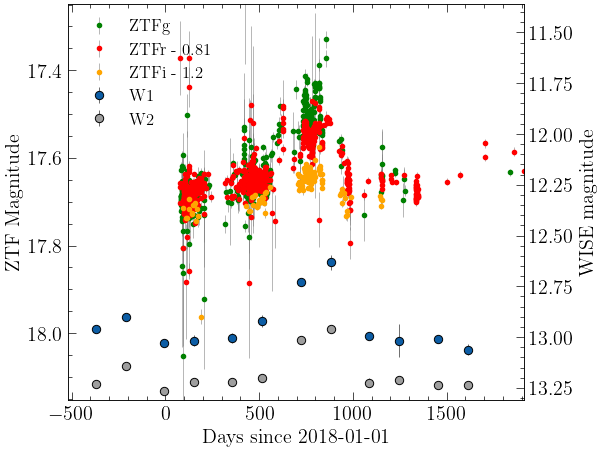 ZTFg
ZTFr - 0.81
ZTFi - 1.2
W1
W2
17.4
17.6
17.8
18.0
ZTF Magnitude
11.50
11.75
12.00
12.25
12.50
12.75
13.00
13.25
WISE magnitude
−500
0
500
1000
1500
Days since 2018-01-01